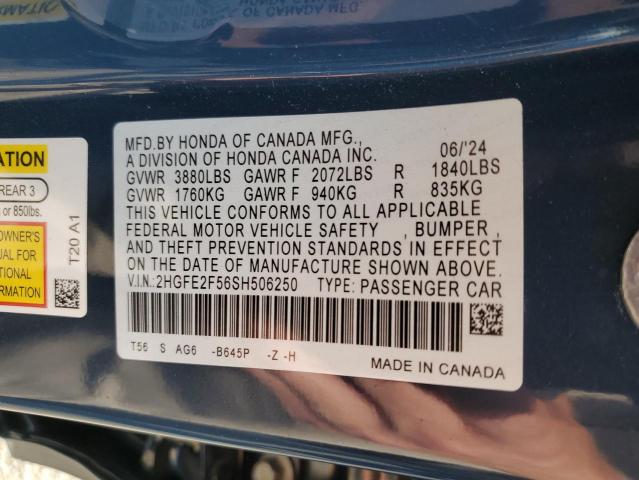 MFD.BY HONDA OF CANADA MFG.,
A DIVISION OF HONDA CANADA INC. 06/'24
GVWR 3880LBS GAWR F 2072LBS R 1840LBS
GVWR 1760KG GAWR F 940KG R 835KG
THIS VEHICLE CONFORMS TO ALL APPLICABLE
FEDERAL MOTOR VEHICLE SAFETY , BUMPER ,
AND THEFT PREVENTION STANDARDS IN EFFECT
ON THE DATE OF MANUFACTURE SHOWN ABOVE.
V.I.N.:2HGFE2F56SH506250 TYPE: PASSENGER CAR
T56 S AG6 -B645P -Z -H
MADE IN CANADA
ATION
REAR 3
or 850lbs.
OWNER'S
UAL FOR
TIONAL
ORMATION
T20 A1